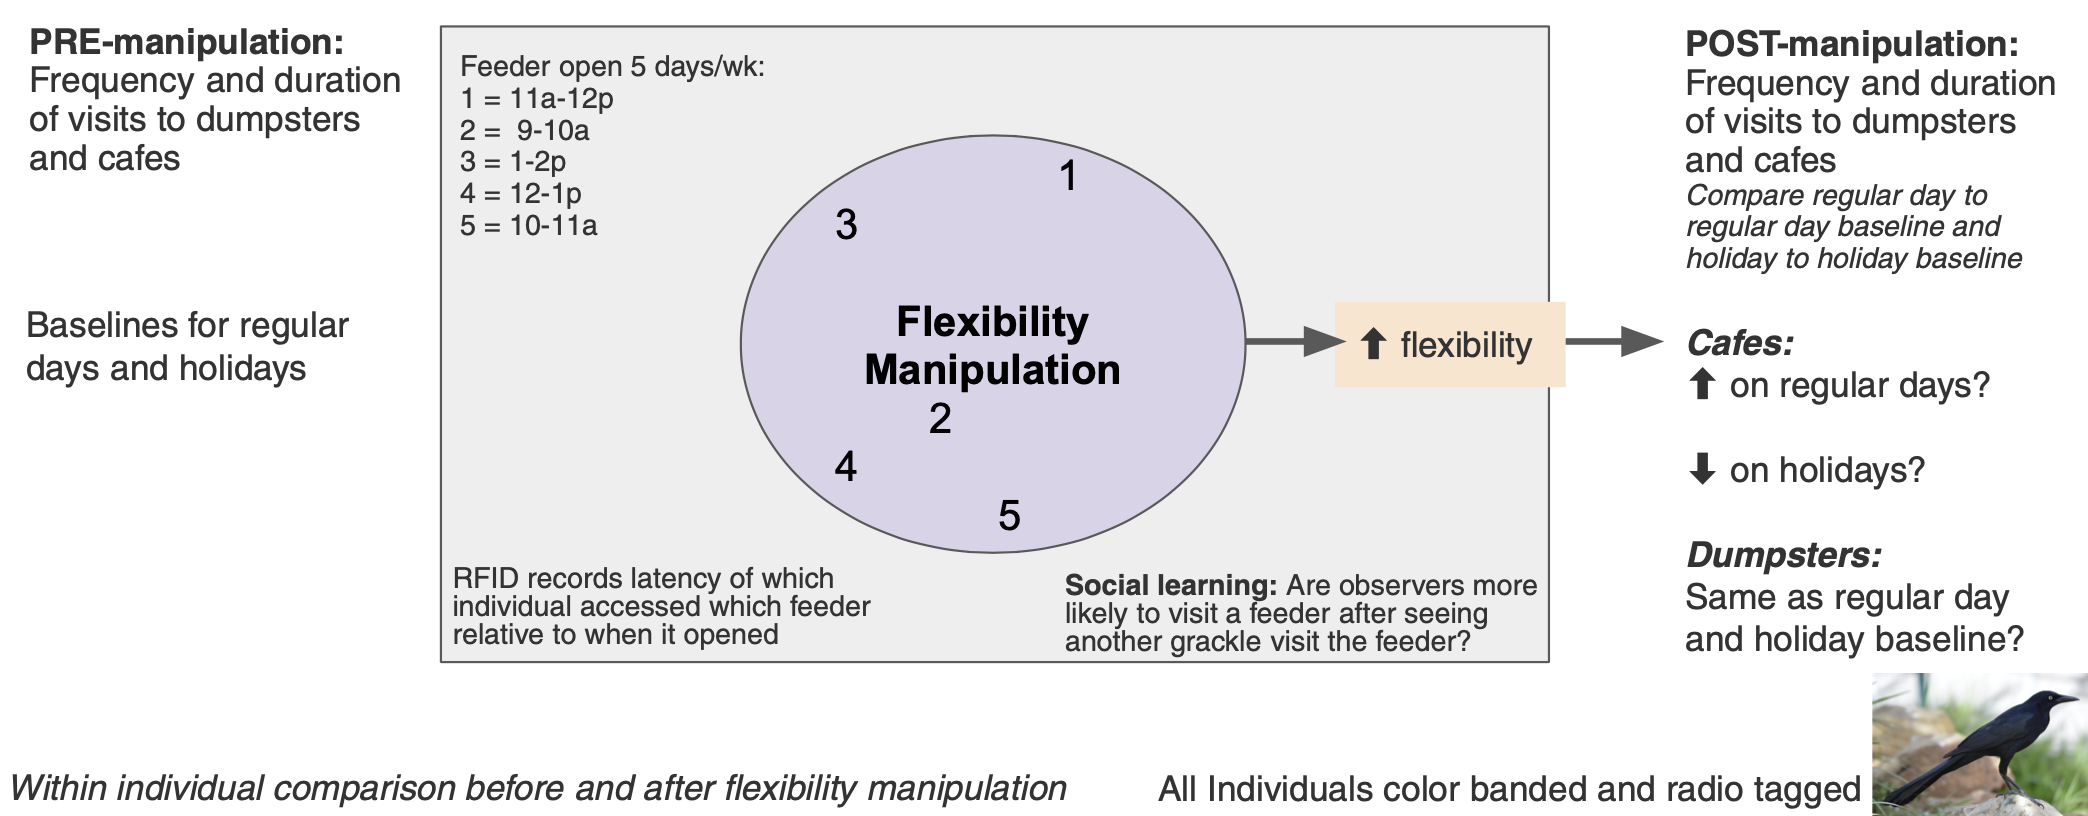 PRE-manipulation:
Frequency and duration
of visits to dumpsters
and cafes
Baselines for regular
days and holidays
Feeder open 5 days/wk:
1 = 11a-12p
2 =  9-10a
3 = 1-2p
4 = 12-1p
5 = 10-11a
1
3
Flexibility
Manipulation
2
4
5
RFID records latency of which
individual accessed which feeder
relative to when it opened
Social learning: Are observers more
likely to visit a feeder after seeing
another grackle visit the feeder?
⬆ flexibility
POST-manipulation:
Frequency and duration
of visits to dumpsters
and cafes
Compare regular day to
regular day baseline and
holiday to holiday baseline
Cafes:
⬆ on regular days?
⬇ on holidays?
Dumpsters:
Same as regular day
and holiday baseline?
Within individual comparison before and after flexibility manipulation
All Individuals color banded and radio tagged